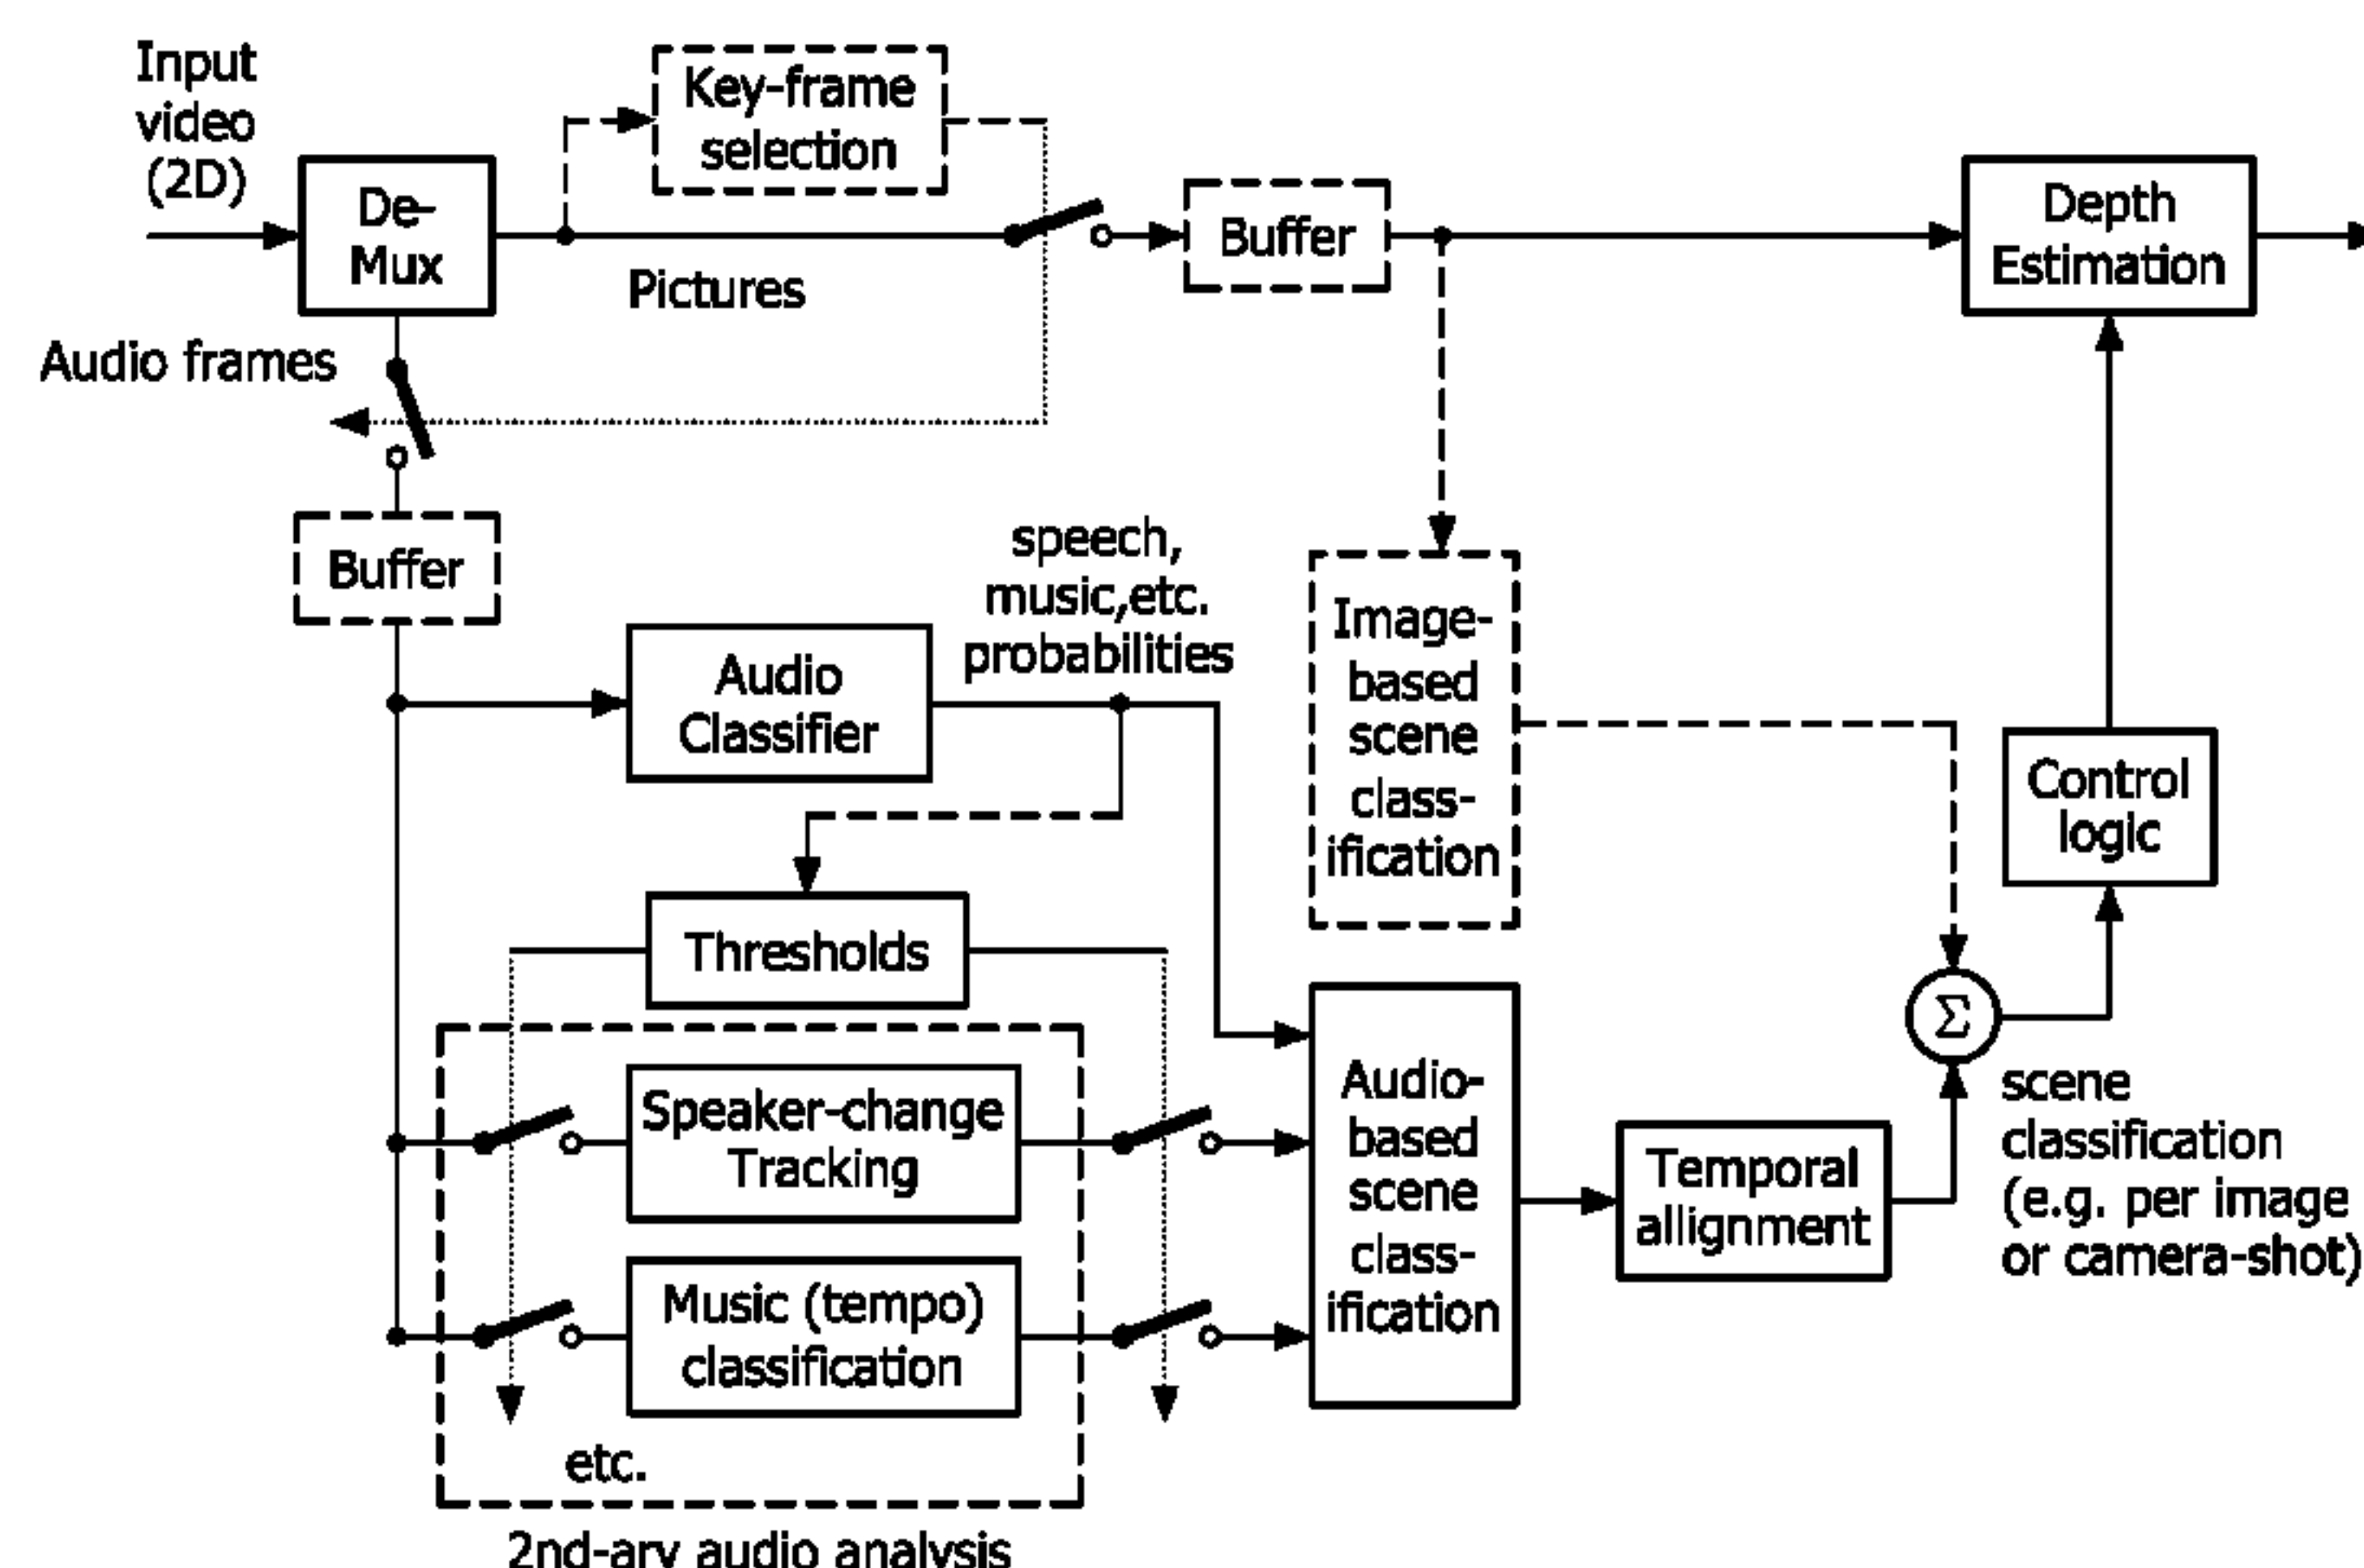 Input
video
(2D)
De-
Mux
Key-frame
selection
Pictures
Buffer
Depth
Estimation
Audio frames
Buffer
Audio
Classifier
speech,
music,etc.
probabilities
Image-
based
scene
class-
ification
Control
logic
Thresholds
Speaker-change
Tracking
Music (tempo)
classification
etc.
2nd-ary audio analysis
Audio-
based
scene
class-
ification
Temporal
allignment
Σ
scene
classification
(e.g. per image
or camera-shot)